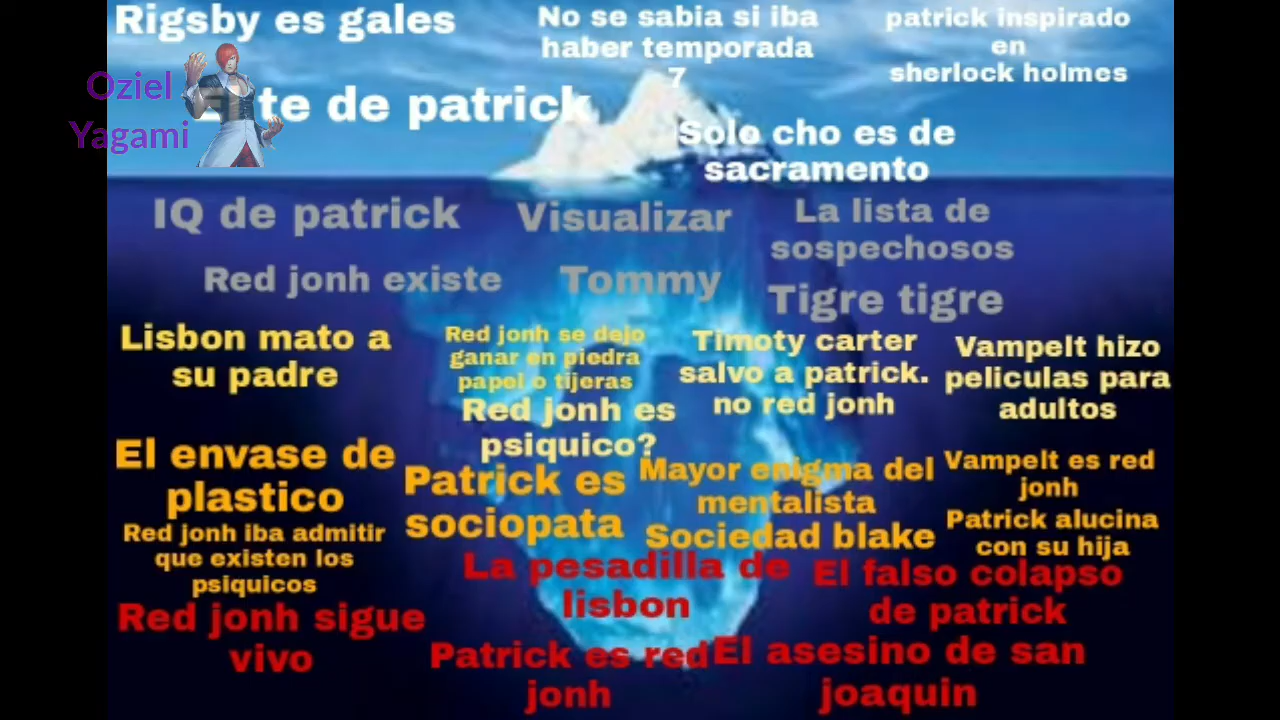 Rigsby es gales
No se sabia si iba
haber temporada
7
patrick inspirado
en
sherlock holmes
Oziel
Yagami
te de patrick
Solo cho es de
sacramento
IQ de patrick
Visualizar
La lista de
sospechosos
Red jonh existe
Tommy
Tigre tigre
Lisbon mato a
su padre
Red jonh se dejo
ganar en piedra
papel o tijeras
Timoty carter
salvo a patrick.
no red jonh
Vampelt hizo
peliculas para
adultos
Red jonh es
psiquico?
El envase de
plastico
Patrick es
sociopata
Mayor enigma del
mentalista
Vampelt es red
jonh
Red jonh iba admitir
que existen los
psiquicos
Sociedad blake
Patrick alucina
con su hija
La pesadilla de
lisbon
El falso colapso
de patrick
Red jonh sigue
vivo
Patrick es red
jonh
El asesino de san
joaquin